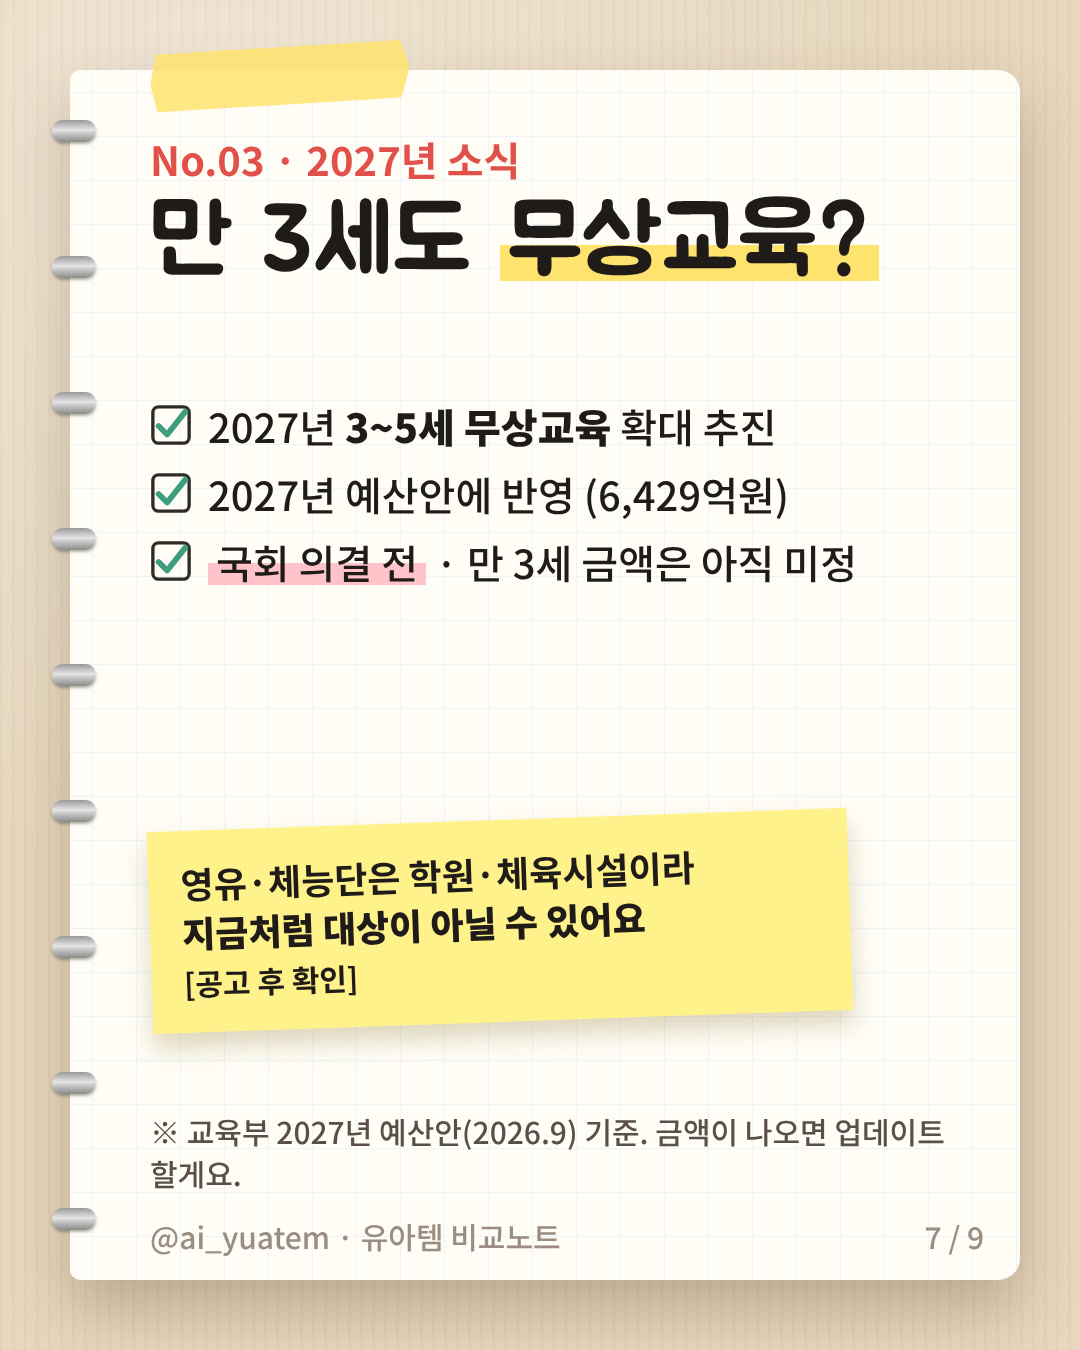 No.03 · 2027년 소식
만 3세도 무상교육?
2027년 3~5세 무상교육 확대 추진
2027년 예산안에 반영 (6,429억원)
국회 의결 전 · 만 3세 금액은 아직 미정
영유·체능단은 학원·체육시설이라
지금처럼 대상이 아닐 수 있어요
[공고 후 확인]
※ 교육부 2027년 예산안(2026.9) 기준. 금액이 나오면 업데이트
할게요.
@ai_yuatem · 유아템 비교노트
7 / 9